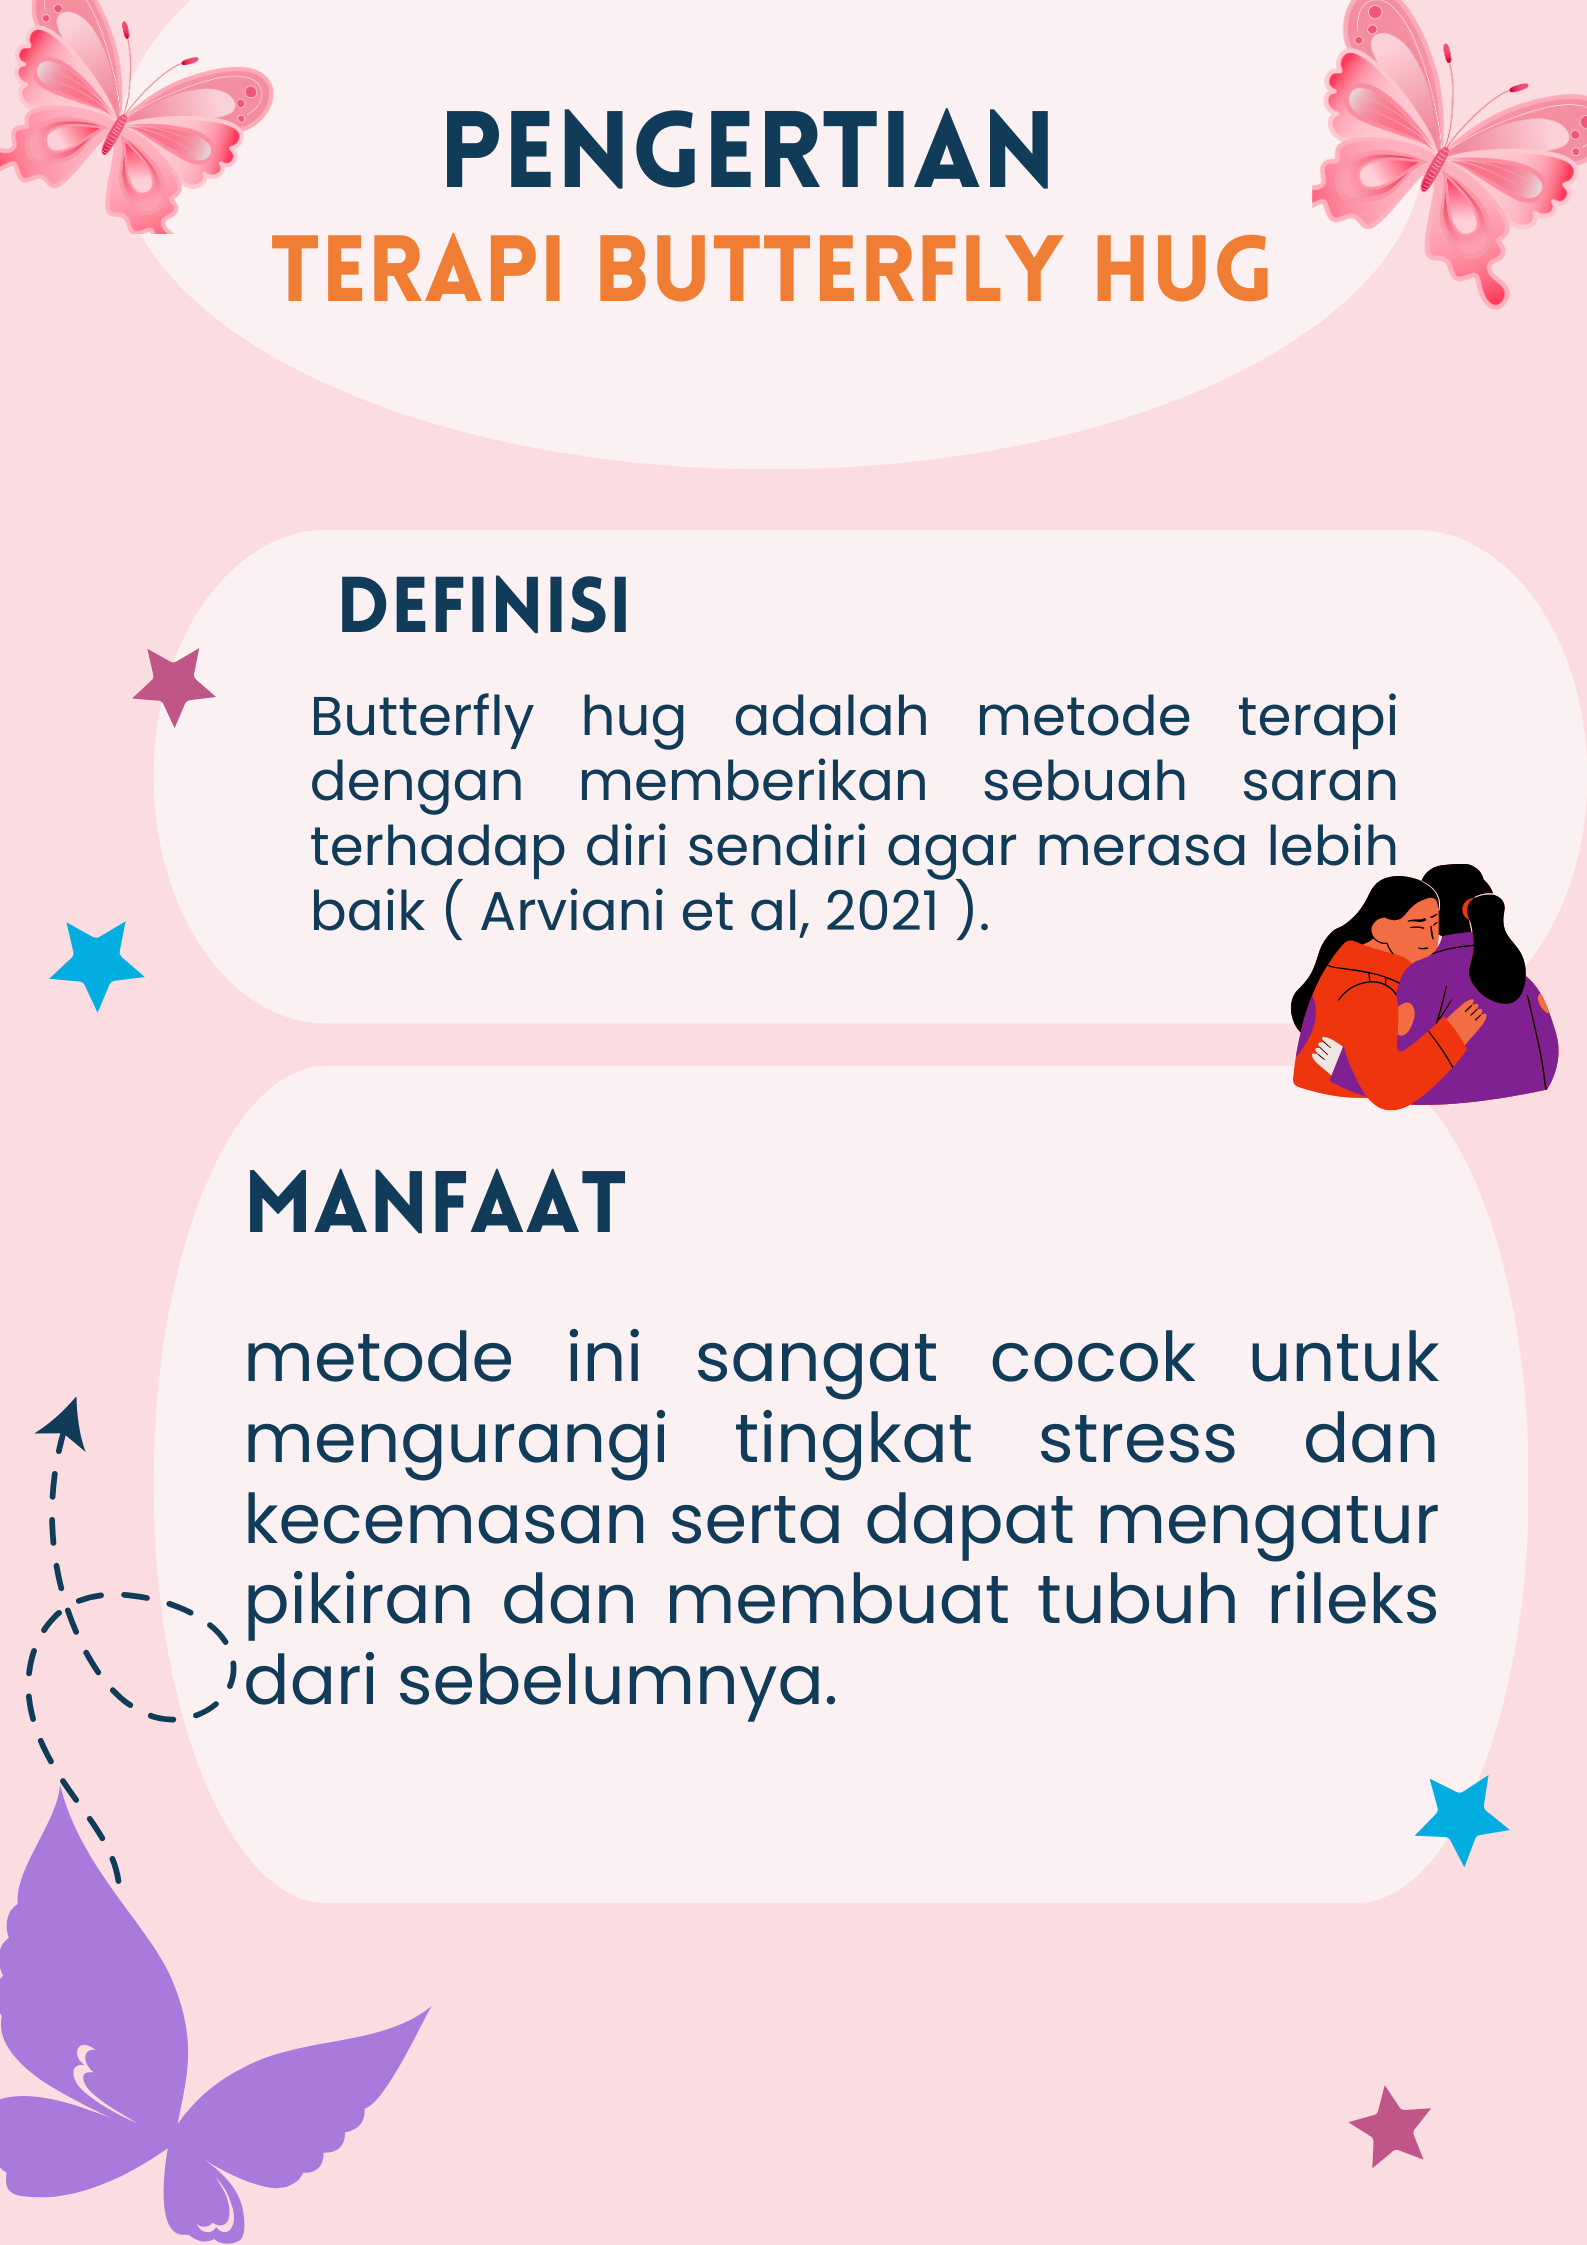 PENGERTIAN
TERAPI BUTTERFLY HUG
DEFINISI
Butterfly hug adalah metode terapi
dengan memberikan sebuah saran
terhadap diri sendiri agar merasa lebih
baik ( Arviani et al, 2021 ).
MANFAAT
metode ini sangat cocok untuk
mengurangi tingkat stress dan
kecemasan serta dapat mengatur
pikiran dan membuat tubuh rileks
dari sebelumnya.